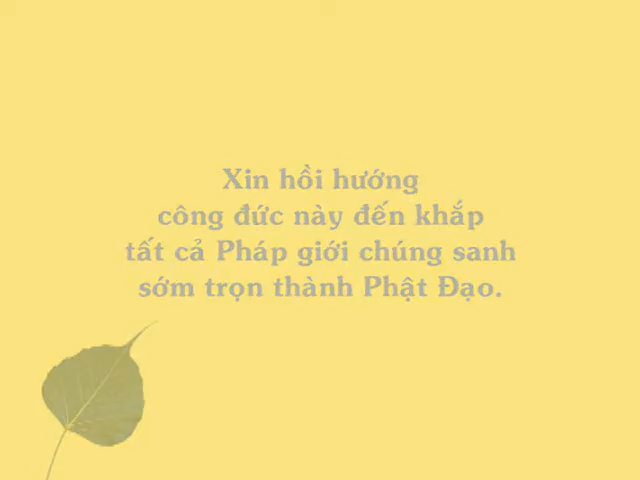 Xin hồi hướng
công đức này đến khắp
tất cả Pháp giới chúng sanh
sớm trọn thành Phật Đạo.